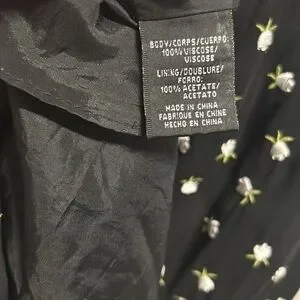 BODY/CORPS/CUERPO:
100% VISCOSE/
VISCOSE
LINING/DOUBLURE/
FORRO:
100% ACETATE/
ACETATO
MADE IN CHINA
FABRIQUE EN CHINE
HECHO EN CHINA